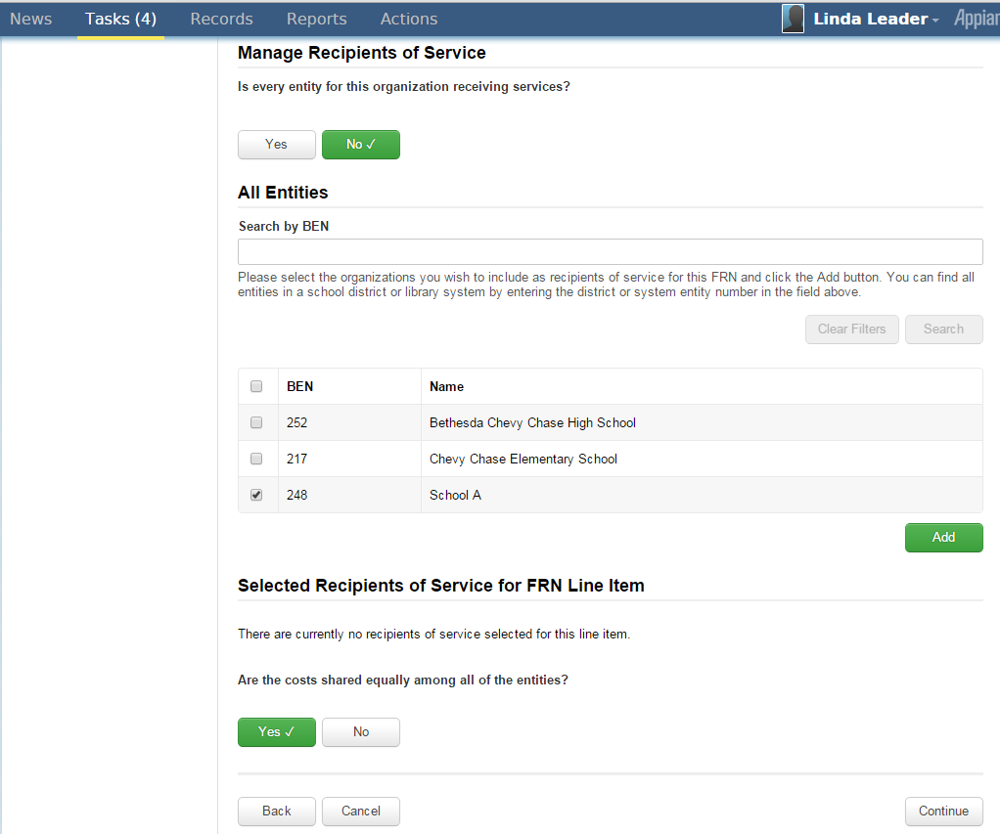 News Tasks (4) Records Reports Actions Linda Leader Appian
Manage Recipients of Service
Is every entity for this organization receiving services?
Yes No ✓
All Entities
Search by BEN
Please select the organizations you wish to include as recipients of service for this FRN and click the Add button. You can find all
entities in a school district or library system by entering the district or system entity number in the field above.
Clear Filters Search
BEN Name
252 Bethesda Chevy Chase High School
217 Chevy Chase Elementary School
248 School A
Add
Selected Recipients of Service for FRN Line Item
There are currently no recipients of service selected for this line item.
Are the costs shared equally among all of the entities?
Yes ✓ No
Back Cancel Continue